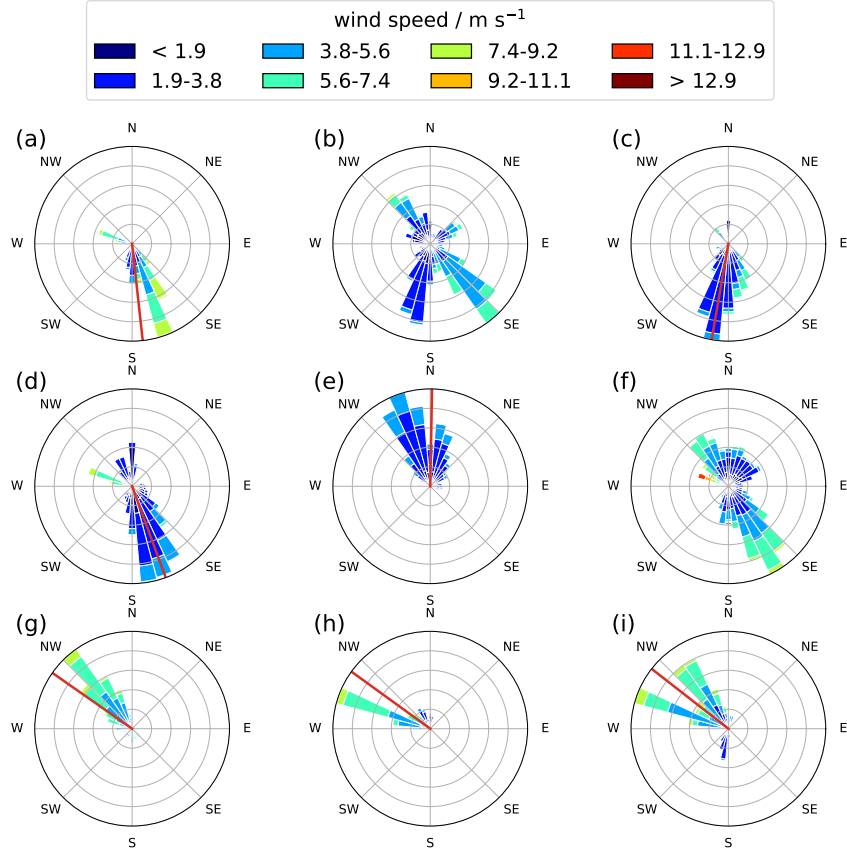 wind speed / m s⁻¹
< 1.9 3.8-5.6 7.4-9.2 11.1-12.9
1.9-3.8 5.6-7.4 9.2-11.1 > 12.9
(a) N (b) N (c) N
NW NE NW NE NW NE
W E W E W E
SW SE SW SE SW SE
S S S
(d) N (e) N (f) N
NW NE NW NE NW NE
W E W E W E
SW SE SW SE SW SE
S S S
(g) N (h) N (i) N
NW NE NW NE NW NE
W E W E W E
SW SE SW SE SW SE
S S S